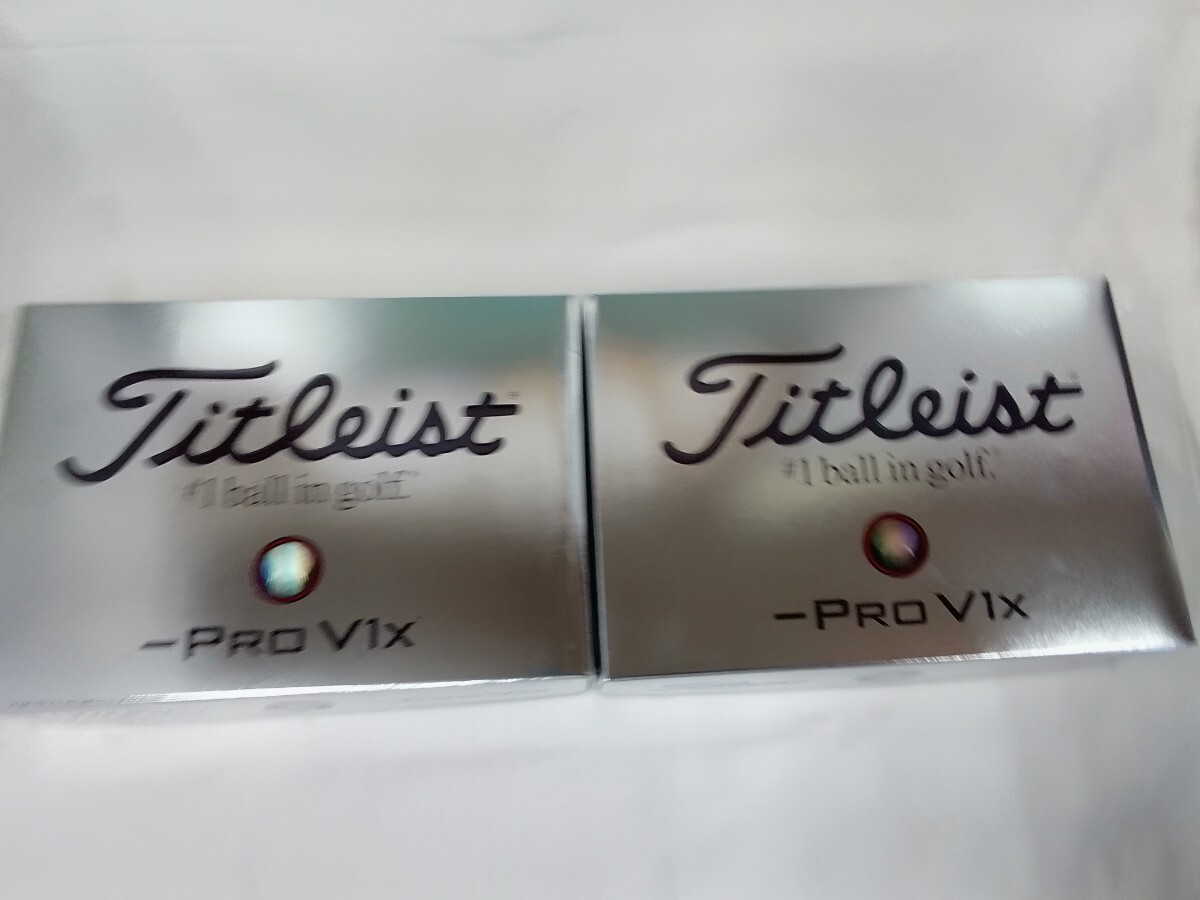 Titleist
#1 ball in golf.
-PRO V1x
Titleist
#1 ball in golf.
-PRO V1x